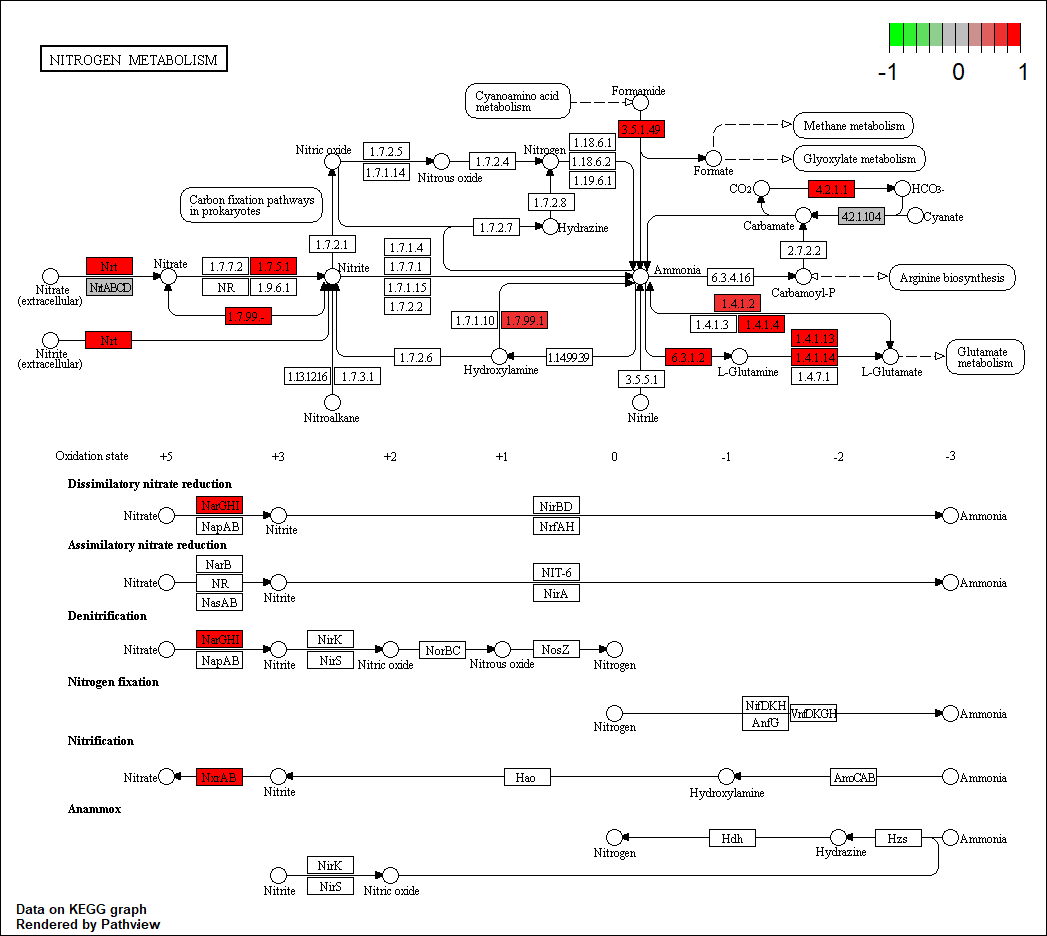 NITROGEN METABOLISM
-1 0 1
Cyanoamino acid
metabolism
Formamide
3.5.1.49
Methane metabolism
Glyoxylate metabolism
Formate
Nitric oxide
1.7.2.5
1.7.1.14
Nitrous oxide
1.7.2.4
Nitrogen
1.18.6.1
1.18.6.2
1.19.6.1
CO2
4.2.1.1
HCO3-
Carbon fixation pathways
in prokaryotes
1.7.2.8
1.7.2.7
Hydrazine
Carbamate
4.2.1.104
Cyanate
1.7.2.1
1.7.1.4
1.7.7.1
1.7.1.15
1.7.2.2
2.7.2.2
Nrt
NrtABCD
Nitrate
(extracellular)
Nitrate
1.7.7.2
1.7.5.1
NR
1.9.6.1
Nitrite
Ammonia
6.3.4.16
Carbamoyl-P
Arginine biosynthesis
1.7.99.-
Nrt
Nitrite
(extracellular)
1.7.1.10
1.7.99.1
1.4.1.2
1.4.1.3
1.4.1.4
1.7.2.6
Hydroxylamine
1.14.99.39
6.3.1.2
L-Glutamine
1.4.1.13
1.4.1.14
1.4.7.1
L-Glutamate
Glutamate
metabolism
1.13.12.16
1.7.3.1
Nitroalkane
3.5.5.1
Nitrile
Oxidation state +5 +3 +2 +1 0 -1 -2 -3
Dissimilatory nitrate reduction
NarGHI NirBD
Nitrate Nitrite Ammonia
NapAB NrfAH
Assimilatory nitrate reduction
NarB NIT-6
Nitrate NR Nitrite Ammonia
NasAB NirA
Denitrification
NarGHI NirK
Nitrate Nitrite Nitric oxide NorBC Nitrous oxide NosZ Nitrogen
NapAB NirS
Nitrogen fixation
NifDKH VnfDKGH
Nitrogen AnfG Ammonia
Nitrification
Nitrate NxrAB Nitrite Hao Hydroxylamine AmoCAB Ammonia
Anammox
Nitrogen Hdh Hydrazine Hzs Ammonia
NirK
Nitrite Nitric oxide
NirS
Data on KEGG graph
Rendered by Pathview